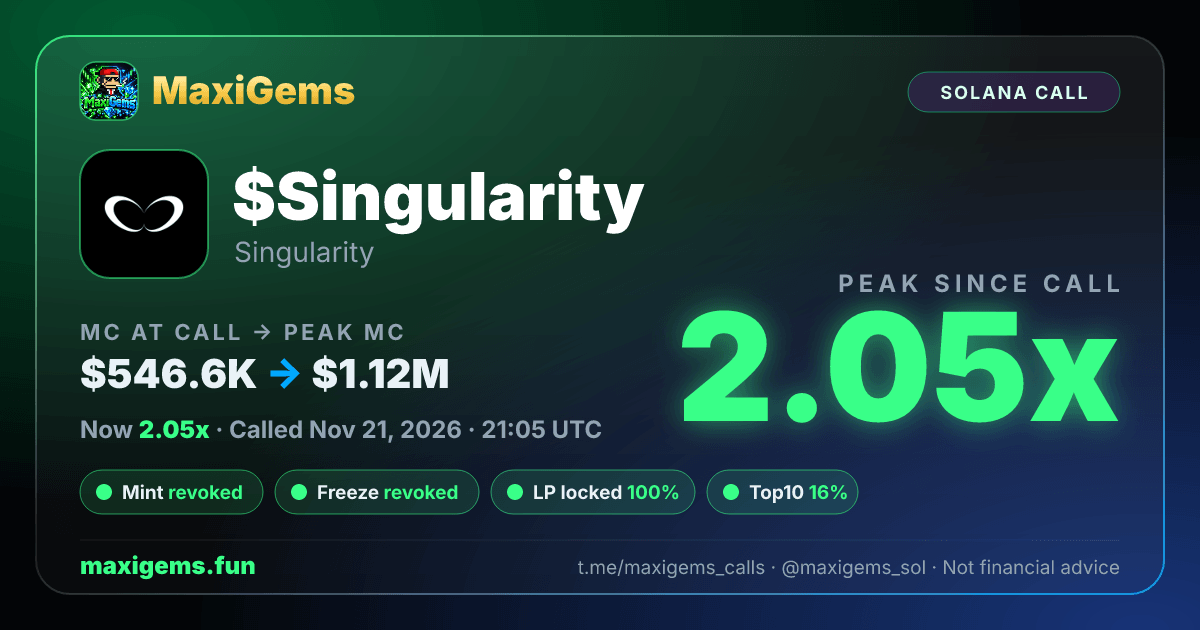 MaxiGems
MaxiGems
SOLANA CALL
$Singularity
Singularity
PEAK SINCE CALL
2.05x
MC AT CALL → PEAK MC
$546.6K → $1.12M
Now 2.05x · Called Nov 21, 2026 · 21:05 UTC
Mint revoked
Freeze revoked
LP locked 100%
Top10 16%
maxigems.fun
t.me/maxigems_calls · @maxigems_sol · Not financial advice